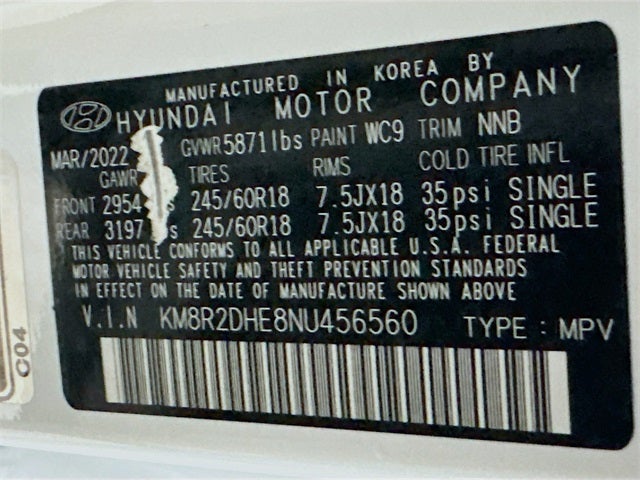 MANUFACTURED IN KOREA BY
HYUNDAI MOTOR COMPANY
MAR/2022 GVWR 5871lbs PAINT WC9 TRIM NNB
GAWR TIRES RIMS COLD TIRE INFL
FRONT 2954 245/60R18 7.5JX18 35psi SINGLE
REAR 3197 245/60R18 7.5JX18 35psi SINGLE
THIS VEHICLE CONFORMS TO ALL APPLICABLE U.S.A. FEDERAL
MOTOR VEHICLE SAFETY AND THEFT PREVENTION STANDARDS
IN EFFECT ON THE DATE OF MANUFACTURE SHOWN ABOVE
V.I.N KM8R2DHE8NU456560 TYPE : MPV
C04